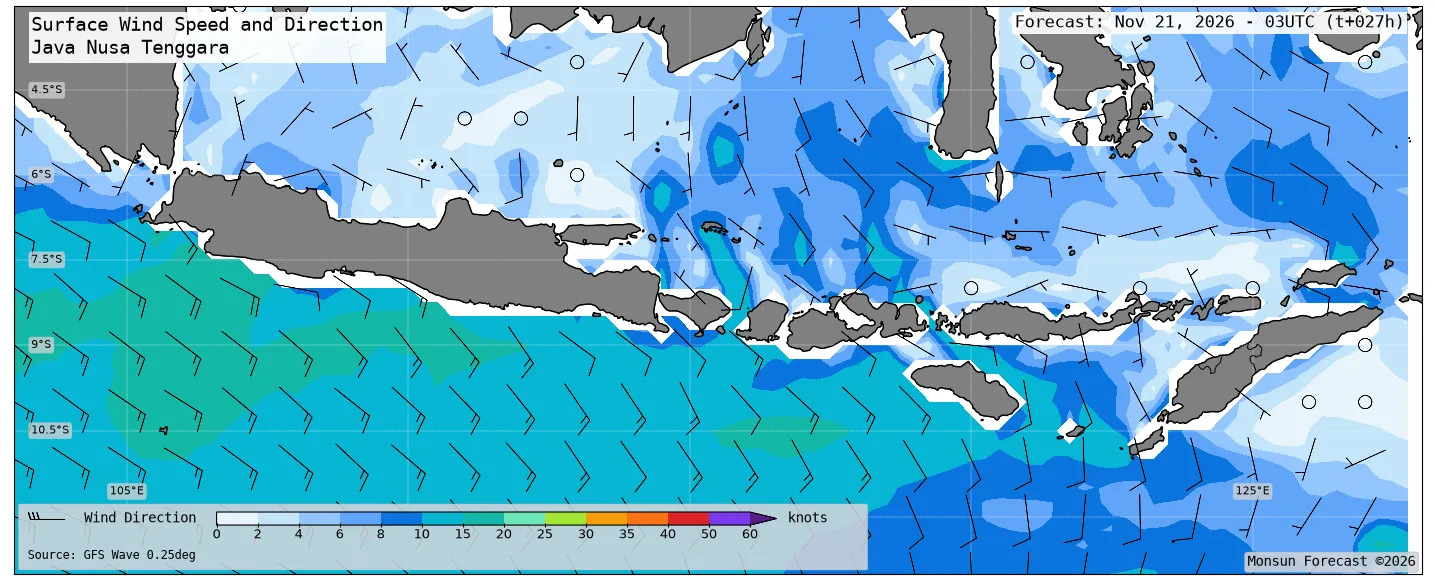 Surface Wind Speed and Direction
Java Nusa Tenggara
Forecast: Nov 21, 2026 - 03UTC (t+027h)
4.5°S
6°S
7.5°S
9°S
10.5°S
105°E
125°E
Wind Direction
0 2 4 6 8 10 15 20 25 30 35 40 50 60
knots
Source: GFS Wave 0.25deg
Monsun Forecast ©2026